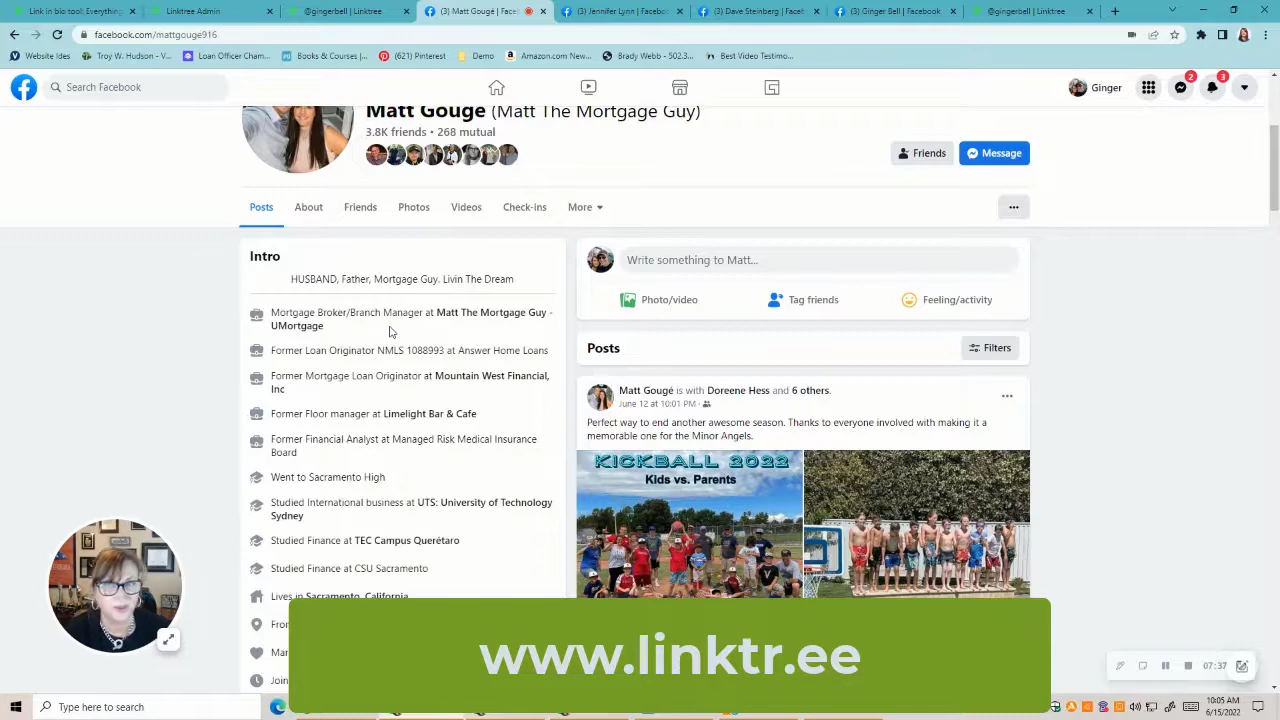 Link in bio tool: Everyth
Linktree Admin
@gingerbell | Linktree
(3) Matt Gouge |
(3) Jennifer Lynn | Facebook
(3) Dave Steinberg | Facet
(3) Ginger Bell | Facebook
@gingerbell | Linktree
facebook.com/mattgouge916
Website Ides
Troy W. Hudson - V...
Loan Officer Cham...
Books & Courses |...
(621) Pinterest
Demo
Amazon.com New...
Brady Webb - 502.3...
Best Video Testimo...
Search Facebook
Ginger
2
3
Matt Gouge (Matt The Mortgage Guy)
3.8K friends • 268 mutual
Friends
Message
Posts
About
Friends
Photos
Videos
Check-ins
More
Intro
HUSBAND, Father, Mortgage Guy. Livin The Dream
Mortgage Broker/Branch Manager at Matt The Mortgage Guy -
UMortgage
Former Loan Originator NMLS 1088993 at Answer Home Loans
Former Mortgage Loan Originator at Mountain West Financial,
Inc
Former Floor manager at Limelight Bar & Cafe
Former Financial Analyst at Managed Risk Medical Insurance
Board
Went to Sacramento High
Studied International business at UTS: University of Technology
Sydney
Studied Finance at TEC Campus Querétaro
Studied Finance at CSU Sacramento
Lives in Sacramento, California
Fro
Mar
Join
Write something to Matt...
Photo/video
Tag friends
Feeling/activity
Posts
Filters
Matt Gougé is with Doreene Hess and 6 others.
June 12 at 10:01 PM
Perfect way to end another awesome season. Thanks to everyone involved with making it a
memorable one for the Minor Angels.
KICKBALL 2022
Kids vs. Parents
www.linktr.ee
07:37
Type here to search
10:05 AM
6/15/2022